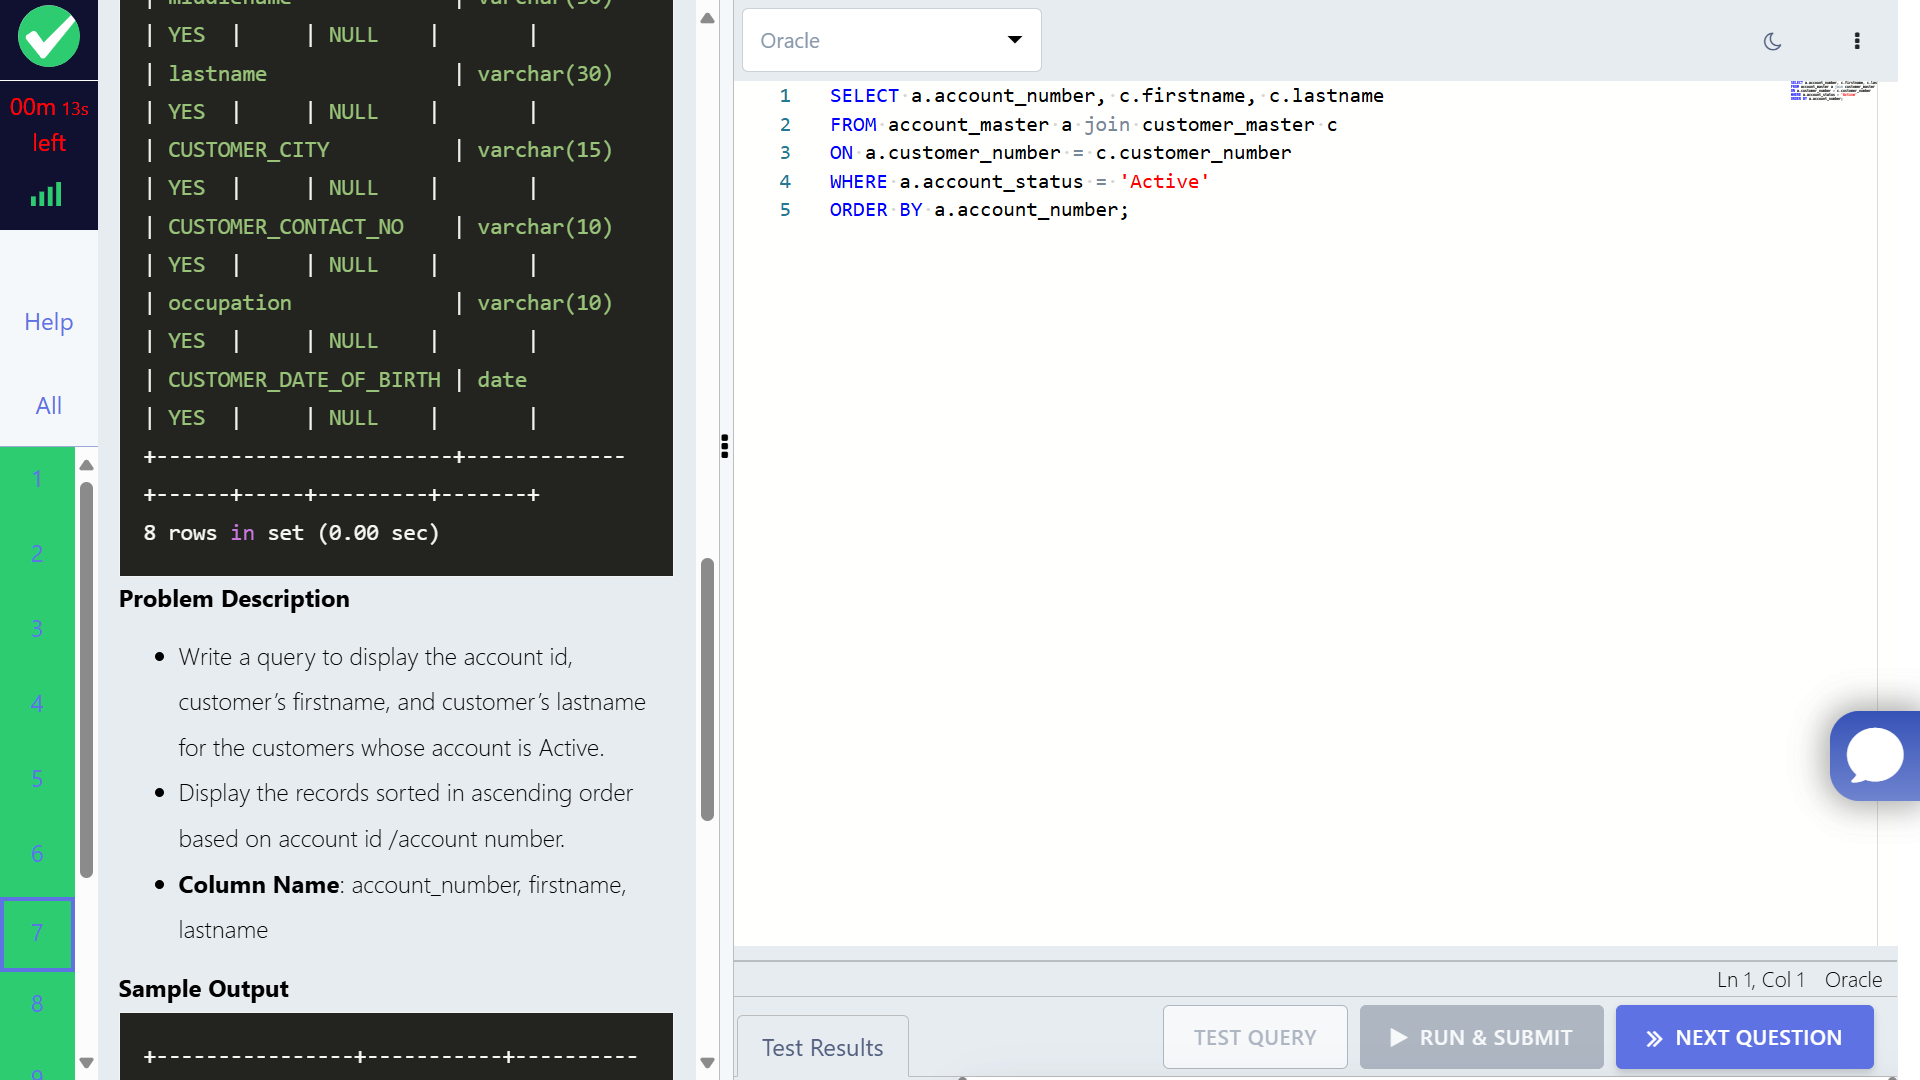 00m 13s
left
Help
All
1
2
3
4
5
6
7
8
9
| middlename | varchar(30)
| YES | | NULL | |
| lastname | varchar(30)
| YES | | NULL | |
| CUSTOMER_CITY | varchar(15)
| YES | | NULL | |
| CUSTOMER_CONTACT_NO | varchar(10)
| YES | | NULL | |
| occupation | varchar(10)
| YES | | NULL | |
| CUSTOMER_DATE_OF_BIRTH | date
| YES | | NULL | |
+------------------------+-------------
+------+-----+---------+-------+
8 rows in set (0.00 sec)
Problem Description
• Write a query to display the account id,
customer’s firstname, and customer’s lastname
for the customers whose account is Active.
• Display the records sorted in ascending order
based on account id /account number.
• Column Name: account_number, firstname,
lastname
Sample Output
+----------------+-----------+----------
Oracle
1 SELECT a.account_number, c.firstname, c.lastname
2 FROM account_master a join customer_master c
3 ON a.customer_number = c.customer_number
4 WHERE a.account_status = 'Active'
5 ORDER BY a.account_number;
Ln 1, Col 1 Oracle
Test Results
TEST QUERY
RUN & SUBMIT
NEXT QUESTION